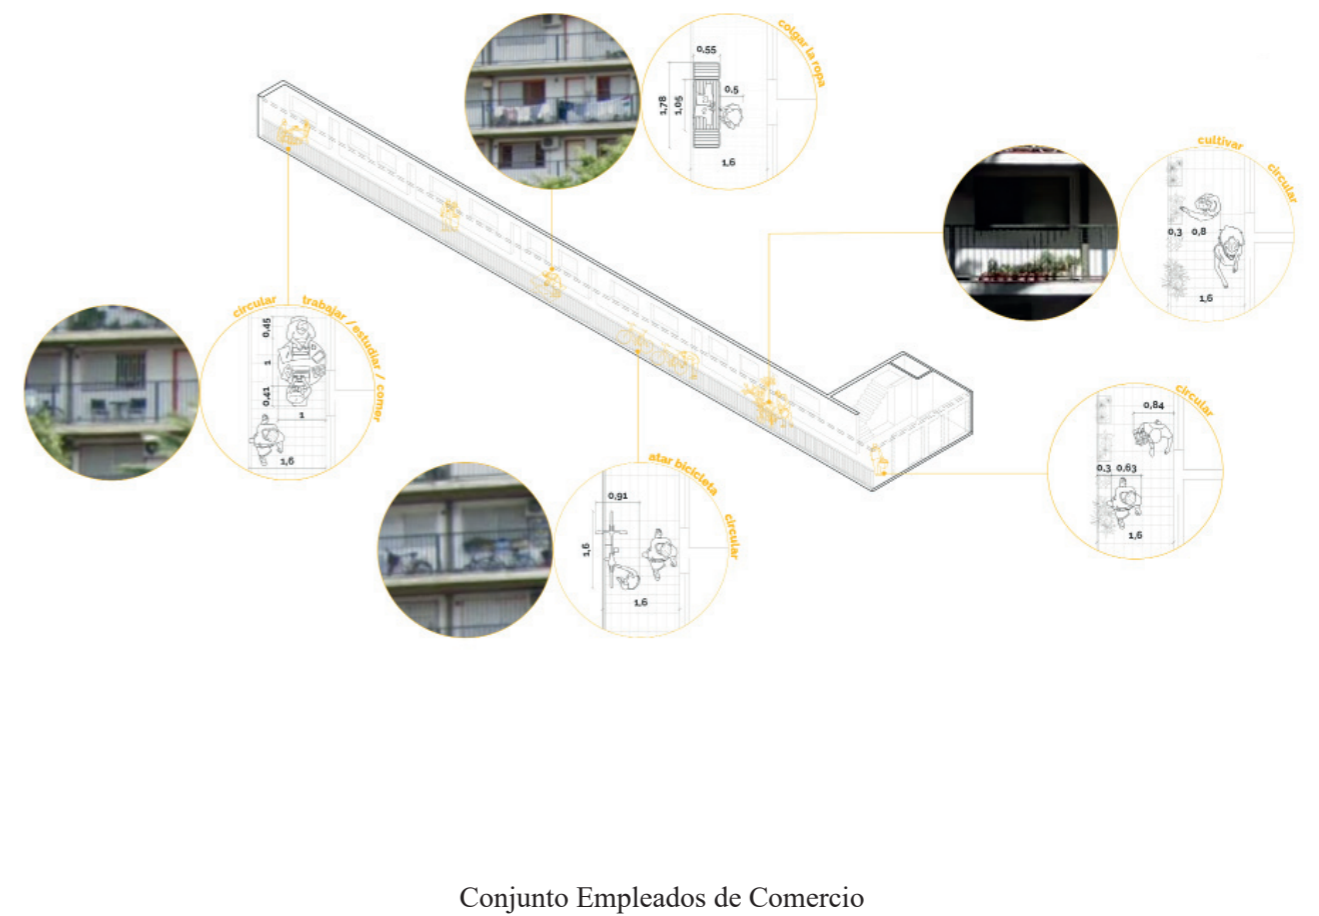 colgar la ropa
0,55
1,78
1,05
0,5
1,6
cultivar
circular
0,3
0,8
1,6
circular
trabajar / estudiar / comer
0,45
1
0,41
1
1,6
atar bicicleta
circular
0,91
1,6
1,6
circular
0,84
0,3
0,63
1,6
Conjunto Empleados de Comercio